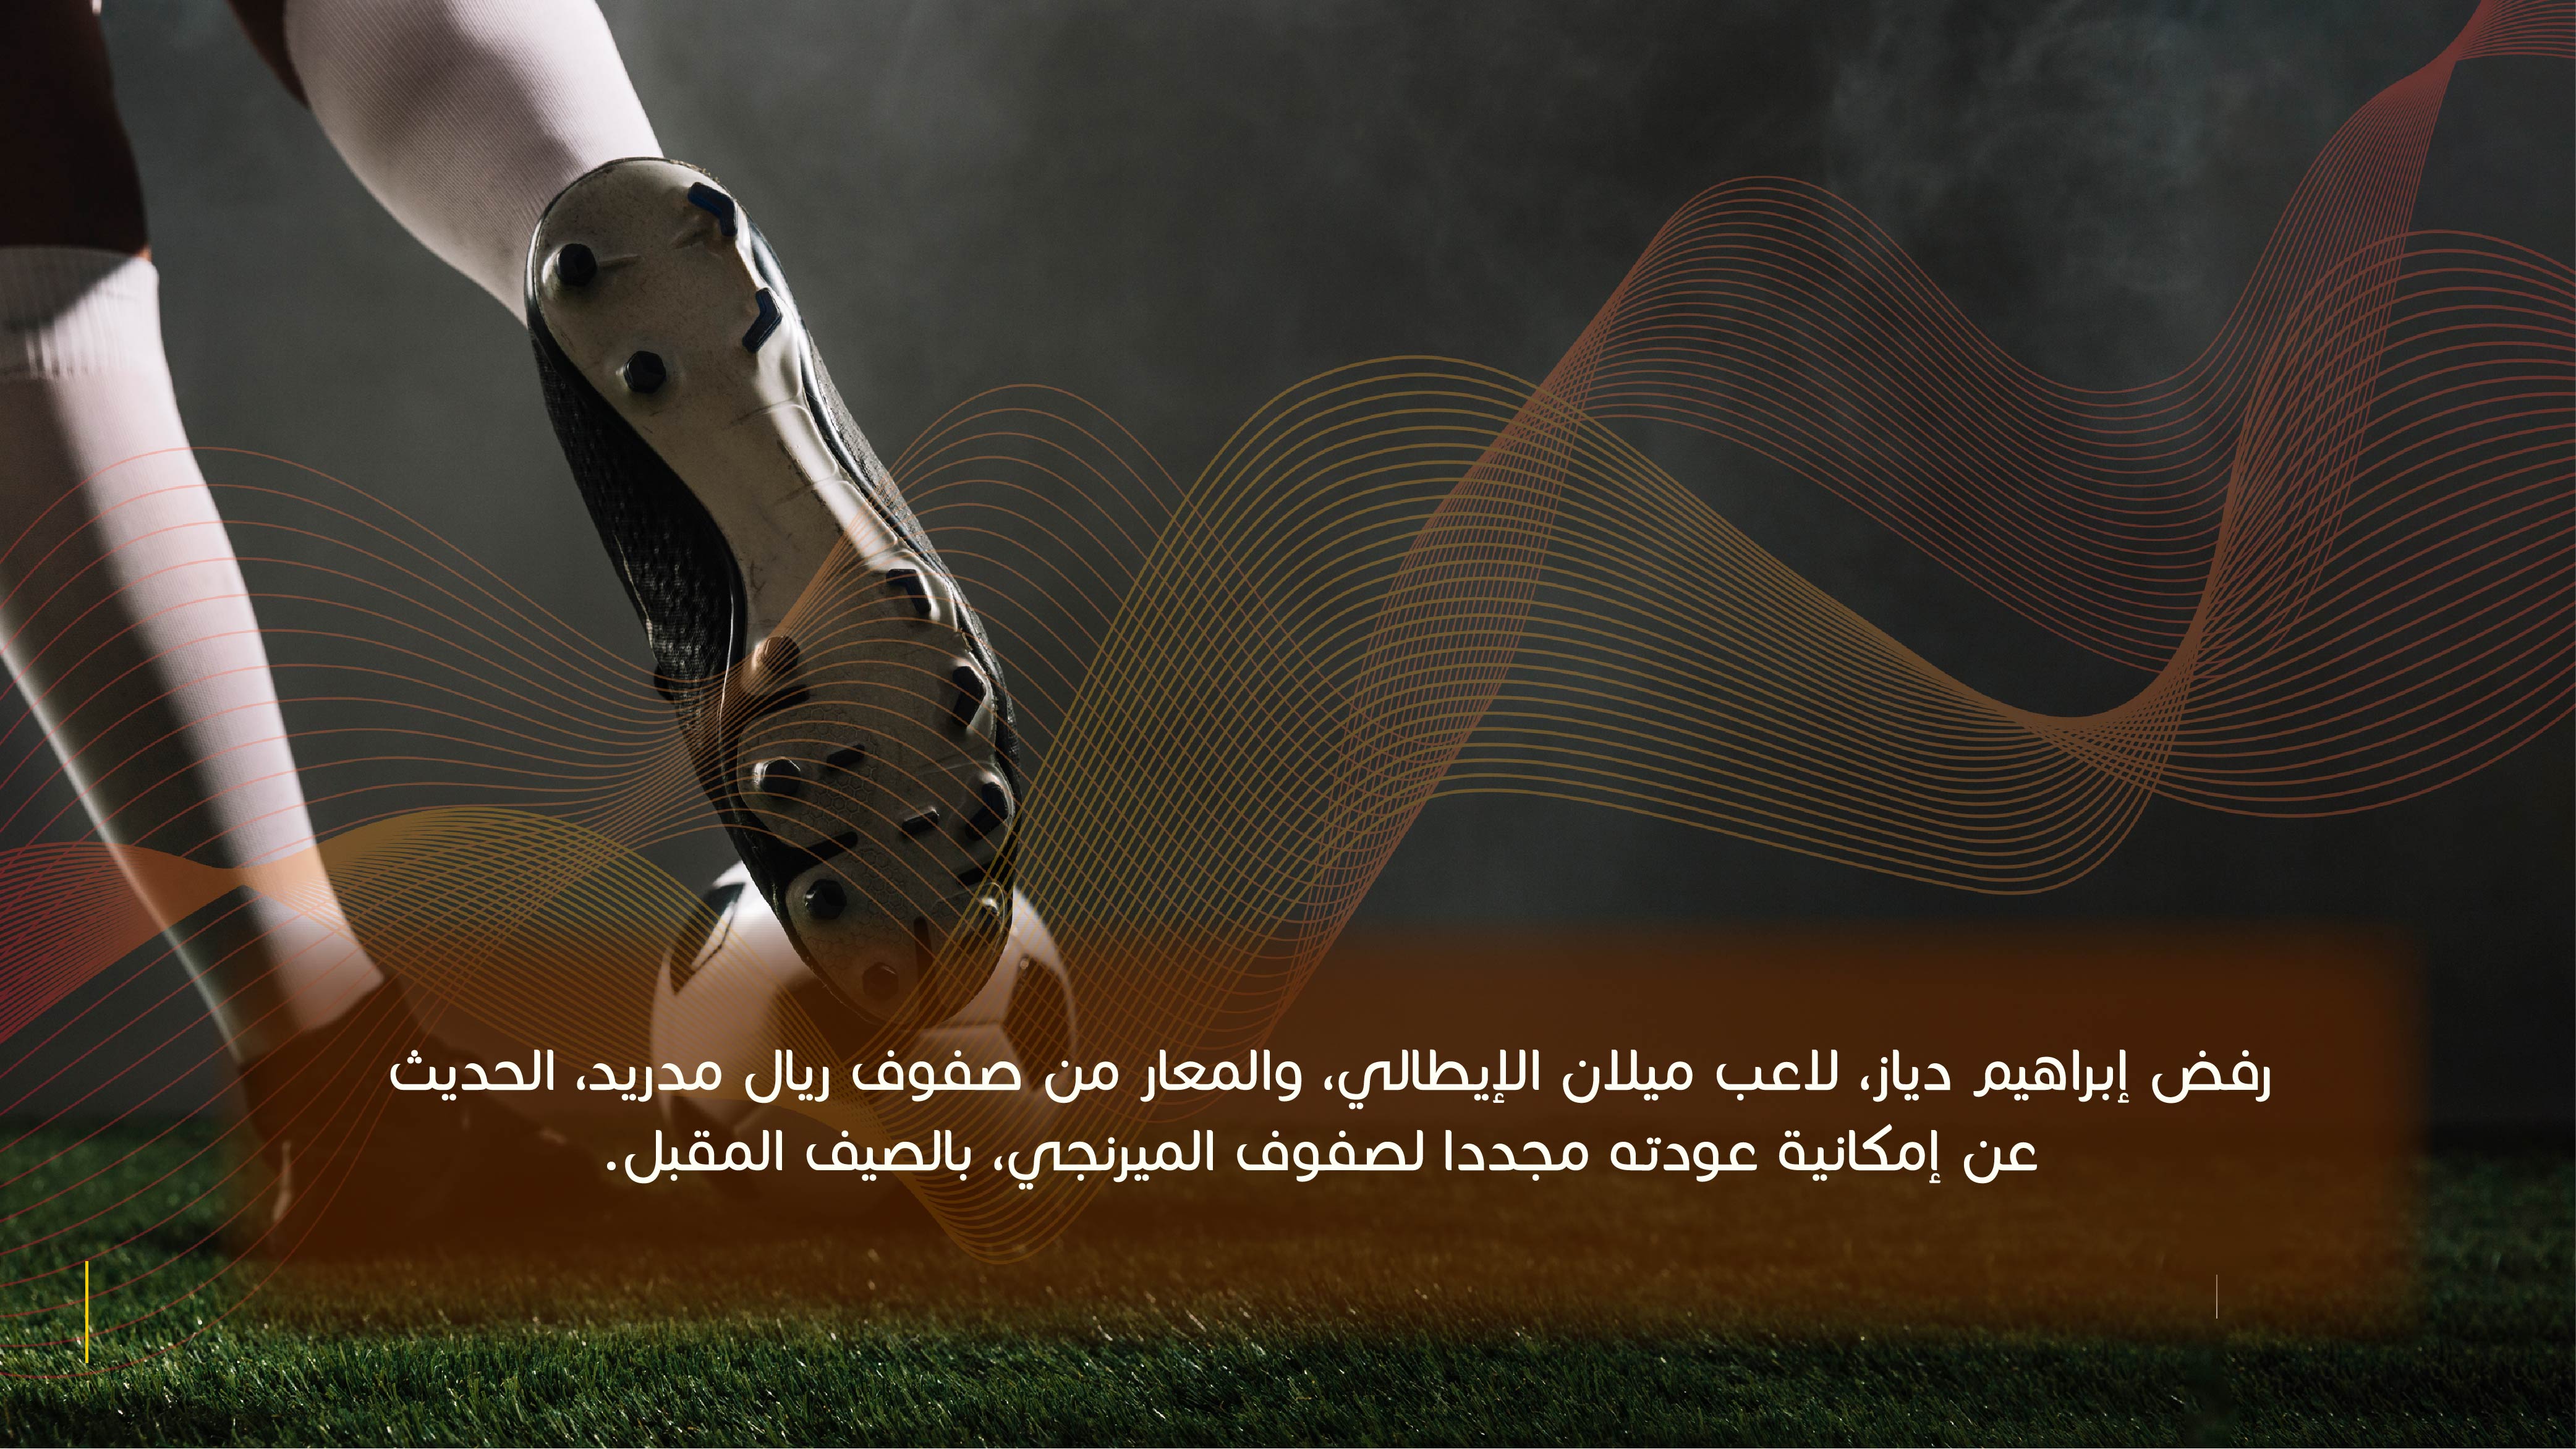 رفض إبراهيم دياز، لاعب ميلان الإيطالي، والمعار من صفوف ريال مدريد، الحديث
عن إمكانية عودته مجددا لصفوف الميرنجي، بالصيف المقبل.